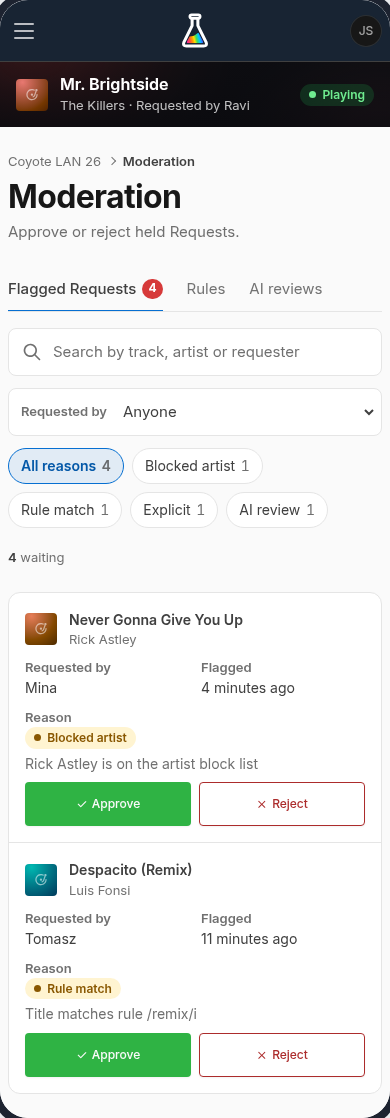 JS
Mr. Brightside
The Killers · Requested by Ravi
Playing
Coyote LAN 26 > Moderation
Moderation
Approve or reject held Requests.
Flagged Requests 4 Rules AI reviews
Search by track, artist or requester
Requested by Anyone
All reasons 4 Blocked artist 1
Rule match 1 Explicit 1 AI review 1
4 waiting
Never Gonna Give You Up
Rick Astley
Requested by Flagged
Mina 4 minutes ago
Reason
Blocked artist
Rick Astley is on the artist block list
✓ Approve × Reject
Despacito (Remix)
Luis Fonsi
Requested by Flagged
Tomasz 11 minutes ago
Reason
Rule match
Title matches rule /remix/i
✓ Approve × Reject